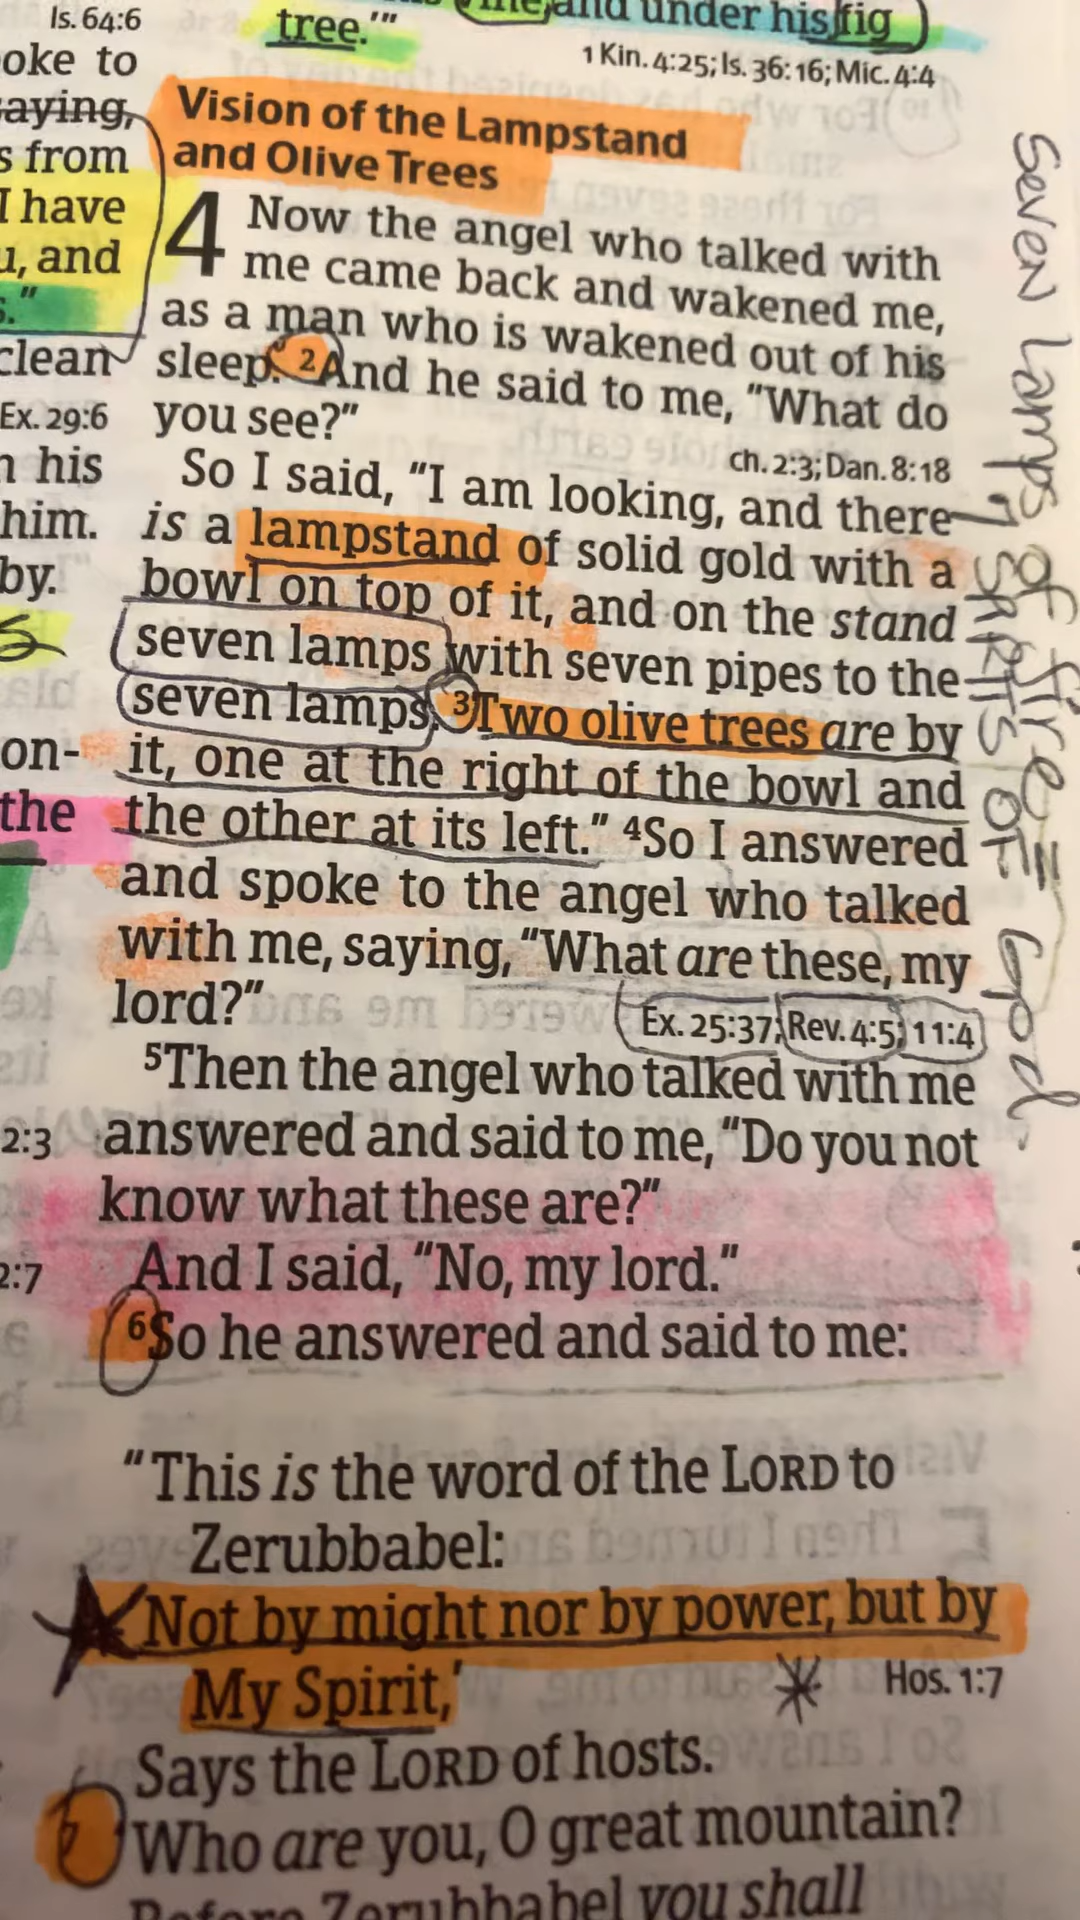 Is. 64:6
oke to
aying,
s from
I have
u, and
s."
clean
Ex. 29:6
n his
him.
by.
on-
the
2:3
2:7
tree.'"
and under his fig
1 Kin. 4:25; Is. 36:16; Mic. 4:4
Vision of the Lampstand
and Olive Trees
4 Now the angel who talked with
me came back and wakened me,
as a man who is wakened out of his
sleep. 2And he said to me, "What do
you see?"
ch. 2:3; Dan. 8:18
So I said, "I am looking, and there
is a lampstand of solid gold with a
bowl on top of it, and on the stand
seven lamps with seven pipes to the
seven lamps. 3Two olive trees are by
it, one at the right of the bowl and
the other at its left." 4So I answered
and spoke to the angel who talked
with me, saying, "What are these, my
lord?"
Ex. 25:37; Rev. 4:5; 11:4
5Then the angel who talked with me
answered and said to me, "Do you not
know what these are?"
And I said, "No, my lord."
6So he answered and said to me:
"This is the word of the LORD to
Zerubbabel:
'Not by might nor by power, but by
My Spirit,'
Hos. 1:7
Says the LORD of hosts.
7 'Who are you, O great mountain?
Before Zerubbabel you shall
Seven Lamps of fire =
7 SPIRITS OF God